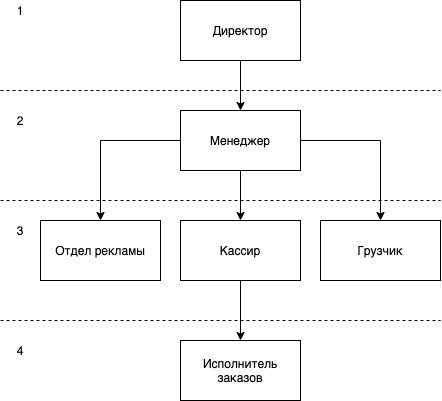 1
Директор
2
Менеджер
3
Отдел рекламы
Кассир
Грузчик
4
Исполнитель
заказов